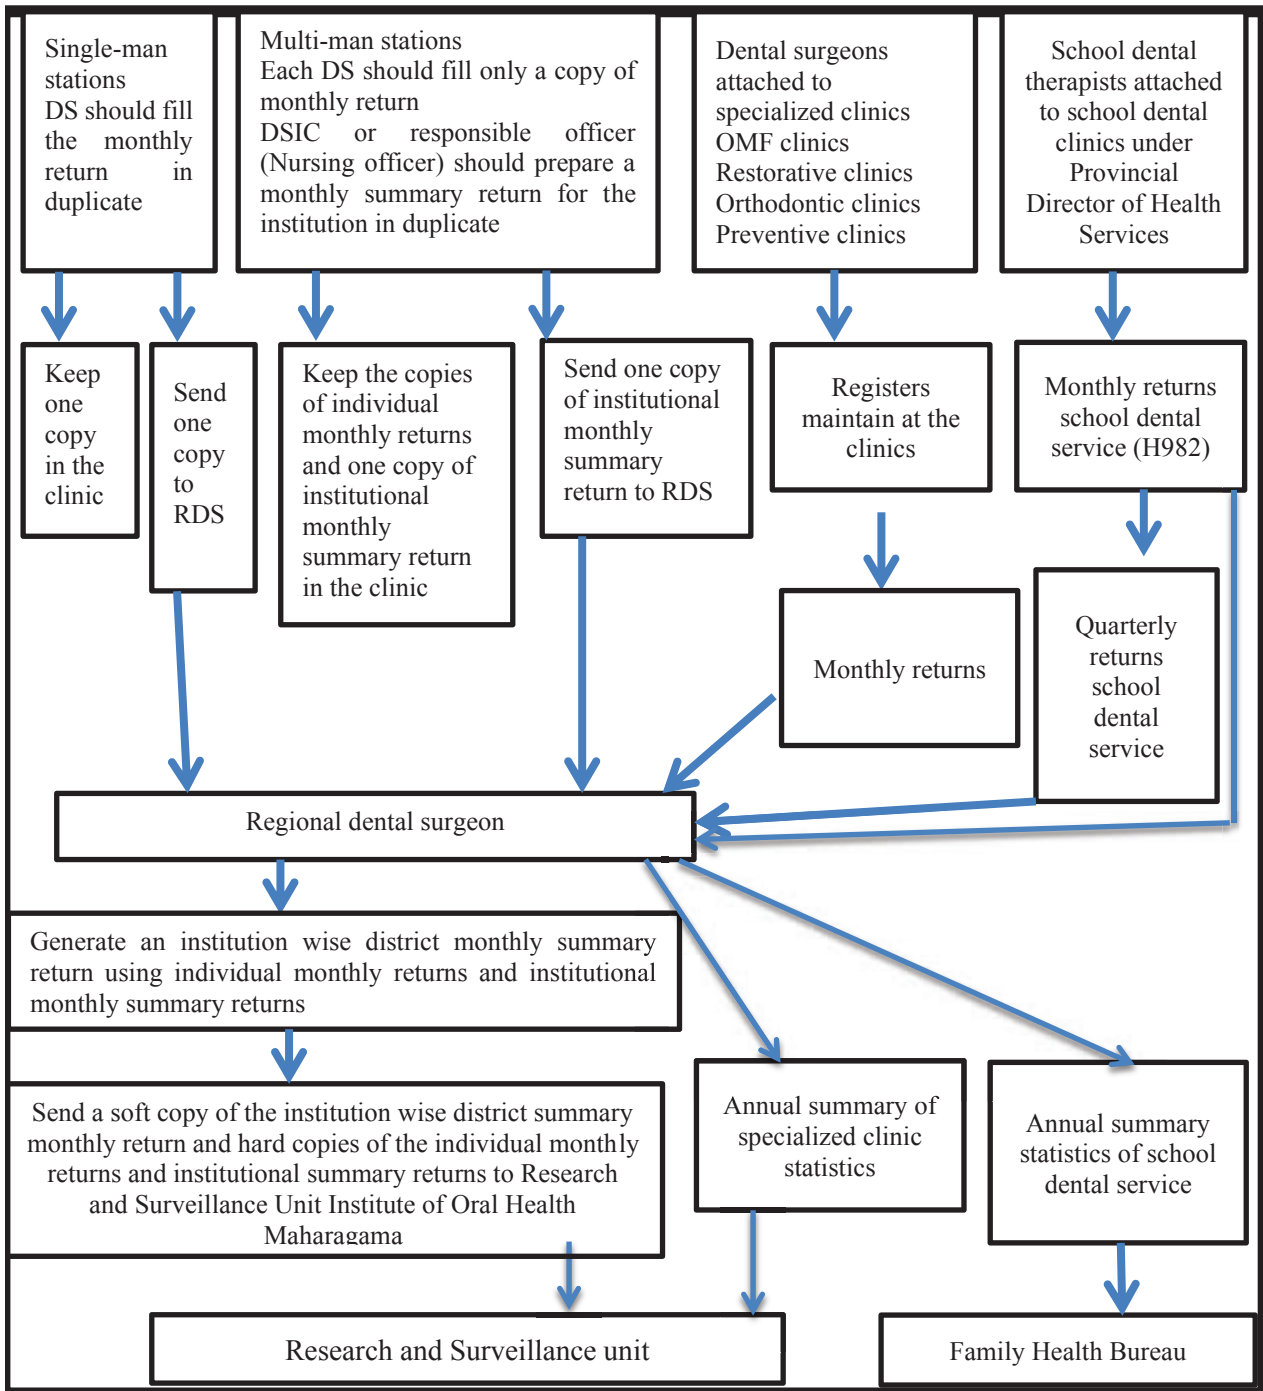 Single-man
stations
DS should fill
the monthly
return in
duplicate
Multi-man stations
Each DS should fill only a copy of
monthly return
DSIC or responsible officer
(Nursing officer) should prepare a
monthly summary return for the
institution in duplicate
Dental surgeons
attached to
specialized clinics
OMF clinics
Restorative clinics
Orthodontic clinics
Preventive clinics
School dental
therapists attached
to school dental
clinics under
Provincial
Director of Health
Services
Keep
one
copy
in the
clinic
Send
one
copy
to
RDS
Keep the copies
of individual
monthly returns
and one copy of
institutional
monthly
summary return
in the clinic
Send one copy
of institutional
monthly
summary
return to RDS
Registers
maintain at the
clinics
Monthly returns
school dental
service (H982)
Monthly returns
Quarterly
returns
school
dental
service
Regional dental surgeon
Generate an institution wise district monthly summary
return using individual monthly returns and institutional
monthly summary returns
Send a soft copy of the institution wise district summary
monthly return and hard copies of the individual monthly
returns and institutional summary returns to Research
and Surveillance Unit Institute of Oral Health
Maharagama
Annual summary of
specialized clinic
statistics
Annual summary
statistics of school
dental service
Research and Surveillance unit
Family Health Bureau